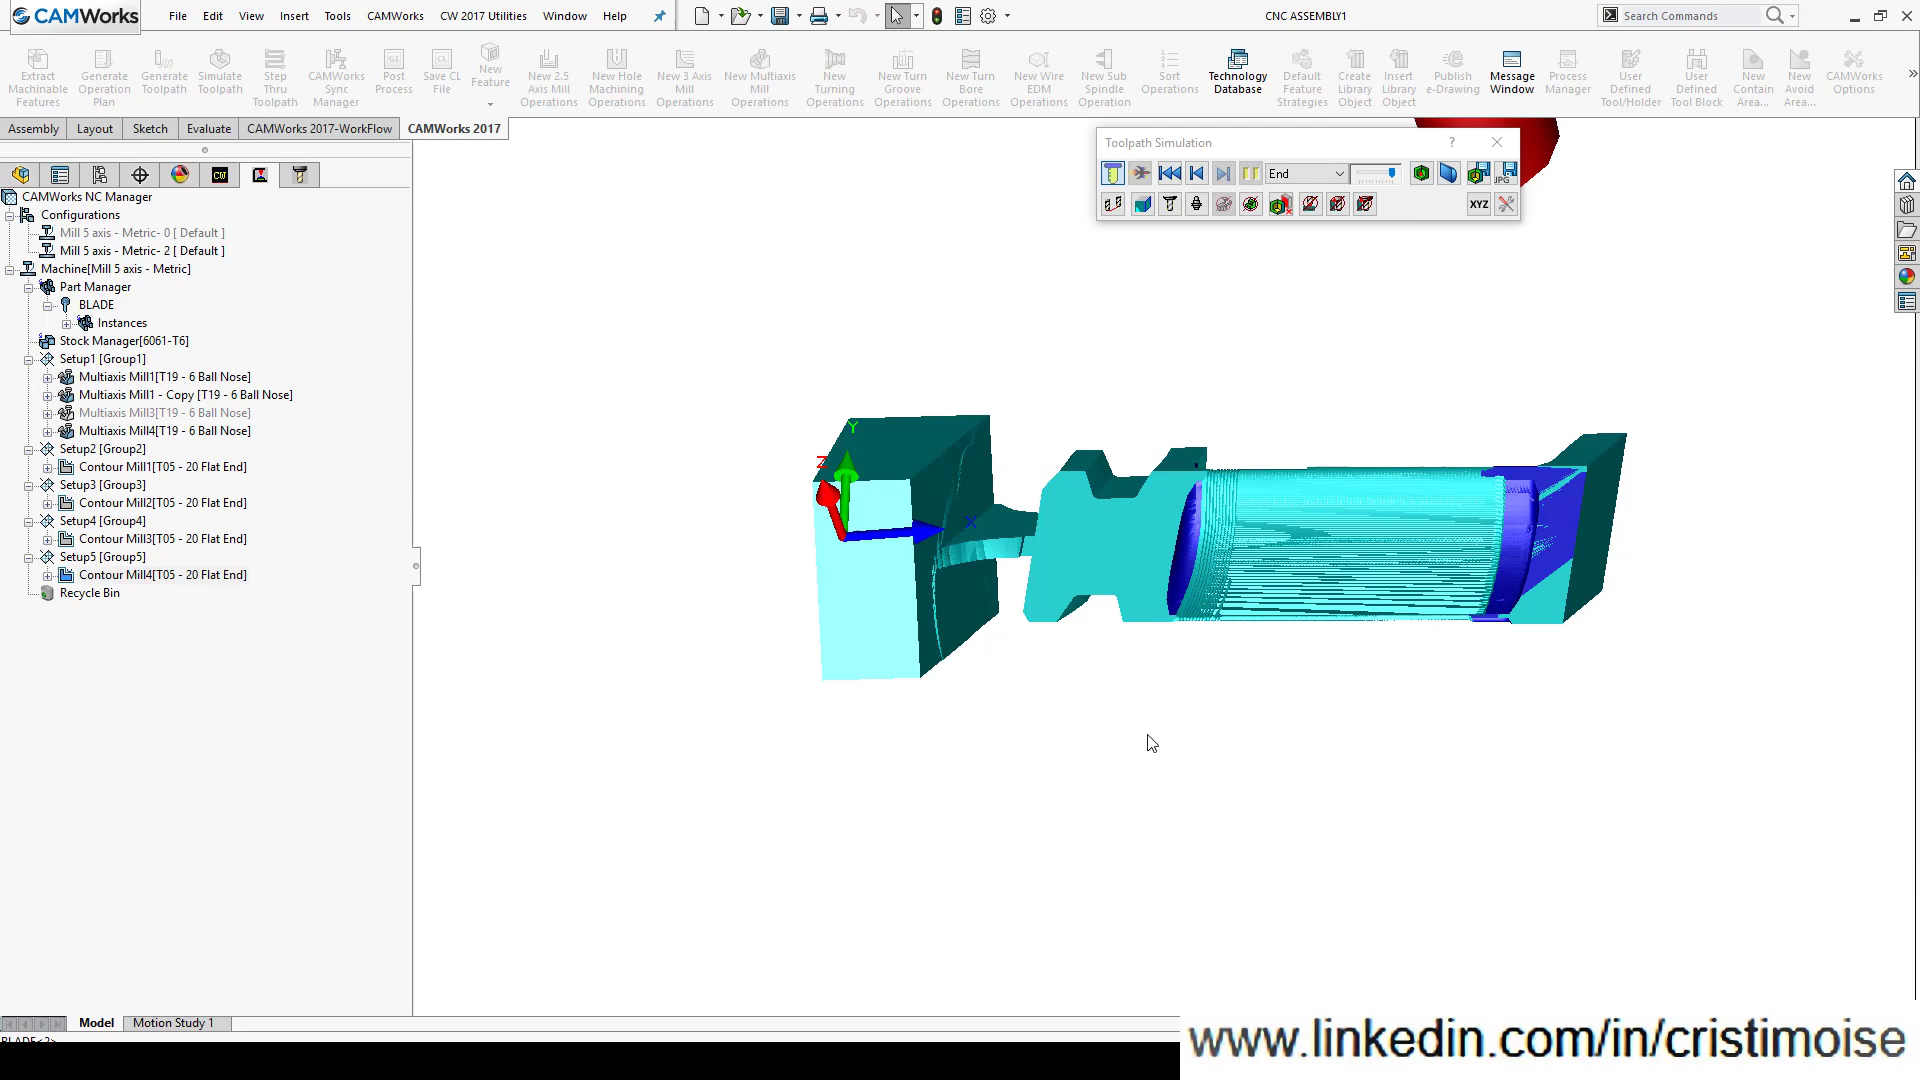 CAMWorks File Edit View Insert Tools CAMWorks CW 2017 Utilities Window Help CNC ASSEMBLY1 Search Commands
Extract Machinable Features
Generate Operation Plan
Generate Toolpath
Simulate Toolpath
Step Thru Toolpath
CAMWorks Sync Manager
Post Process
Save CL File
New Feature
New 2.5 Axis Mill Operations
New Hole Machining Operations
New 3 Axis Mill Operations
New Multiaxis Mill Operations
New Turning Operations
New Turn Groove Operations
New Turn Bore Operations
New Wire EDM Operations
New Sub Spindle Operation
Sort Operations
Technology Database
Default Feature Strategies
Create Library Object
Insert Library Object
Publish e-Drawing
Message Window
Process Manager
User Defined Tool/Holder
User Defined Tool Block
New Contain Area...
New Avoid Area...
CAMWorks Options
Assembly Layout Sketch Evaluate CAMWorks 2017-WorkFlow CAMWorks 2017
Toolpath Simulation ?
End
JPG
XYZ
CW
CAMWorks NC Manager
Configurations
Mill 5 axis - Metric- 0 [ Default ]
Mill 5 axis - Metric- 2 [ Default ]
Machine[Mill 5 axis - Metric]
Part Manager
BLADE
Instances
Stock Manager[6061-T6]
Setup1 [Group1]
Multiaxis Mill1[T19 - 6 Ball Nose]
Multiaxis Mill1 - Copy [T19 - 6 Ball Nose]
Multiaxis Mill3[T19 - 6 Ball Nose]
Multiaxis Mill4[T19 - 6 Ball Nose]
Setup2 [Group2]
Contour Mill1[T05 - 20 Flat End]
Setup3 [Group3]
Contour Mill2[T05 - 20 Flat End]
Setup4 [Group4]
Contour Mill3[T05 - 20 Flat End]
Setup5 [Group5]
Contour Mill4[T05 - 20 Flat End]
Recycle Bin
Y
Z
X
Model Motion Study 1
BLADE<2>
www.linkedin.com/in/cristimoise